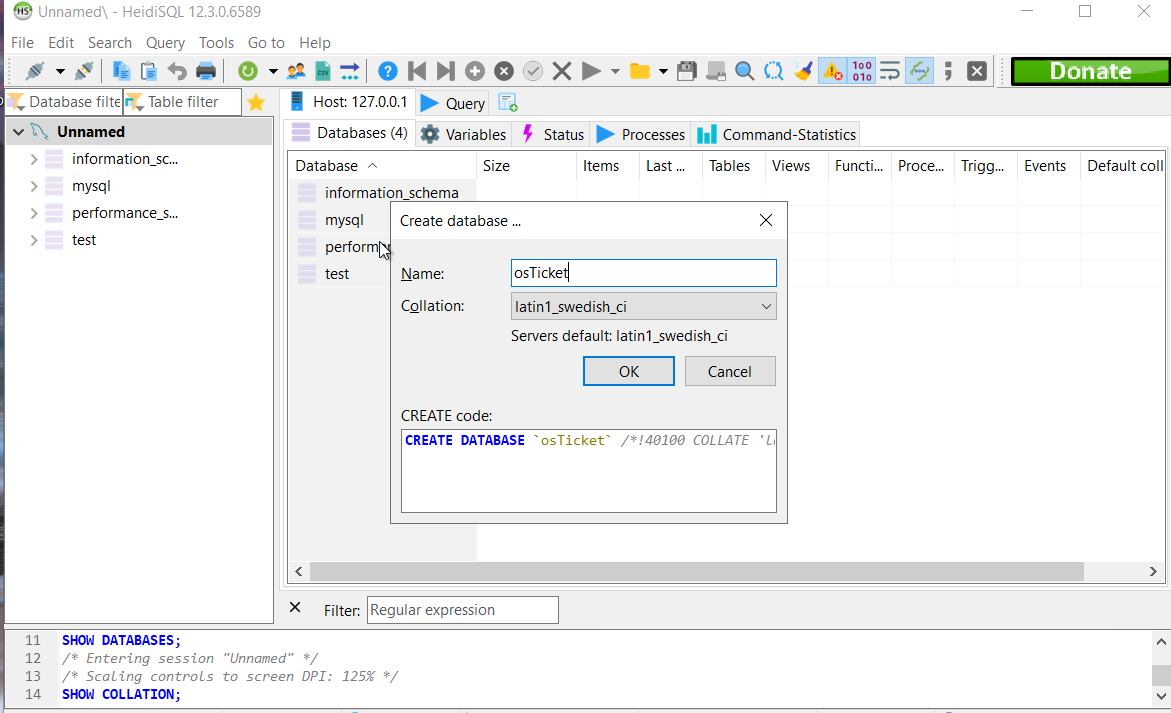 Unnamed\ - HeidiSQL 12.3.0.6589
File Edit Search Query Tools Go to Help
Donate
Database filte Table filter Host: 127.0.0.1 Query
Unnamed
information_sc...
mysql
performance_s...
test
Databases (4) Variables Status Processes Command-Statistics
Database Size Items Last ... Tables Views Functi... Proce... Trigg... Events Default coll
information_schema
mysql
perform
test
Create database ...
Name: osTicket
Collation: latin1_swedish_ci
Servers default: latin1_swedish_ci
OK Cancel
CREATE code:
CREATE DATABASE `osTicket` /*!40100 COLLATE 'l
Filter: Regular expression
11 SHOW DATABASES;
12 /* Entering session "Unnamed" */
13 /* Scaling controls to screen DPI: 125% */
14 SHOW COLLATION;